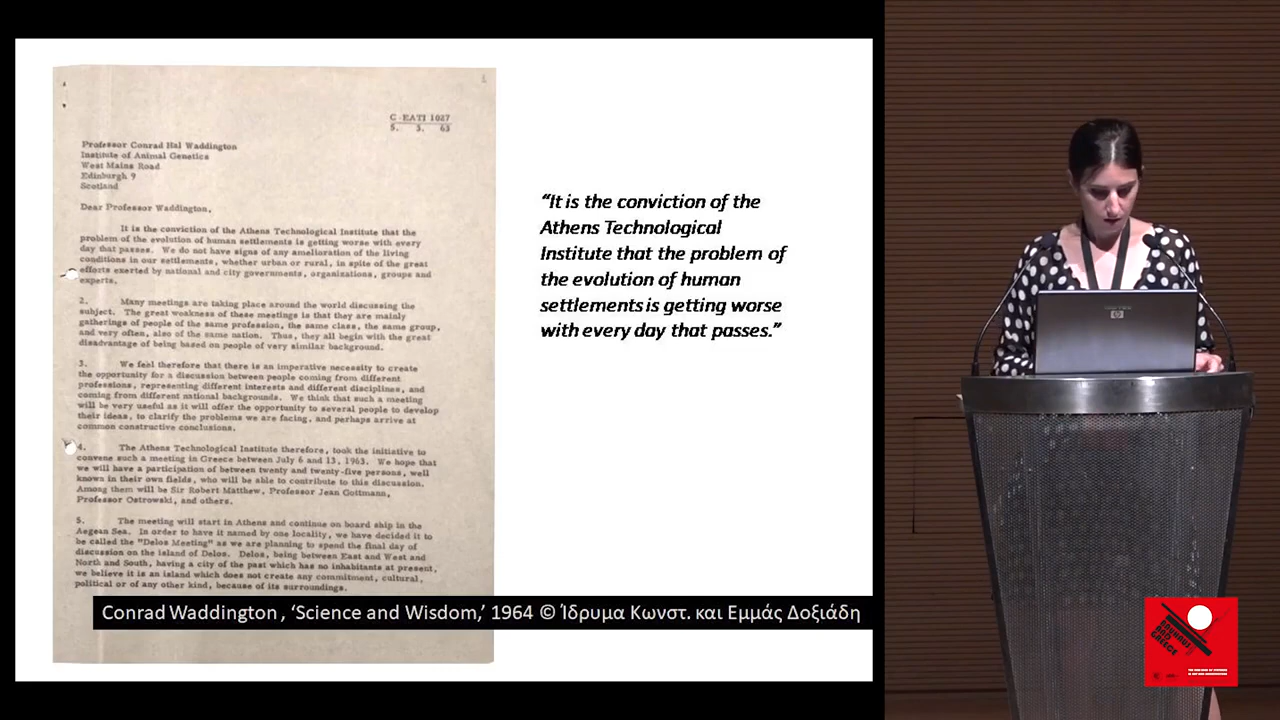 C-EATI 1027
5. 3. 63
Professor Conrad Hal Waddington
Institute of Animal Genetics
West Mains Road
Edinburgh 9
Scotland
Dear Professor Waddington,
It is the conviction of the Athens Technological Institute that the
problem of the evolution of human settlements is getting worse with every
day that passes. We do not have signs of any amelioration of the living
conditions in our settlements, whether urban or rural, in spite of the great
efforts exerted by national and city governments, organizations, groups and
experts.
2. Many meetings are taking place around the world discussing the
subject. The great weakness of these meetings is that they are mainly
gatherings of people of the same profession, the same class, the same group,
and very often, also of the same nation. Thus, they all begin with the great
disadvantage of being based on people of very similar background.
3. We feel therefore that there is an imperative necessity to create
the opportunity for a discussion between people coming from different
professions, representing different interests and different disciplines, and
coming from different national backgrounds. We think that such a meeting
will be very useful as it will offer the opportunity to several people to develop
their ideas, to clarify the problems we are facing, and perhaps arrive at
common constructive conclusions.
4. The Athens Technological Institute therefore, took the initiative to
convene such a meeting in Greece between July 6 and 13, 1963. We hope that
we will have a participation of between twenty and twenty-five persons, well
known in their own fields, who will be able to contribute to this discussion.
Among them will be Sir Robert Matthew, Professor Jean Gottmann,
Professor Ostrowski, and others.
5. The meeting will start in Athens and continue on board ship in the
Aegean Sea. In order to have it named by one locality, we have decided it to
be called the "Delos Meeting" as we are planning to spend the final day of
discussion on the island of Delos. Delos, being between East and West and
North and South, having a city of the past which has no inhabitants at present,
we believe it is an island which does not create any commitment, cultural,
political or of any other kind, because of its surroundings.
“It is the conviction of the
Athens Technological
Institute that the problem of
the evolution of human
settlements is getting worse
with every day that passes.”
Conrad Waddington , ‘Science and Wisdom,’ 1964 © Ίδρυμα Κωνστ. και Εμμάς Δοξιάδη
hp
BAUHAUS
AND
GREECE